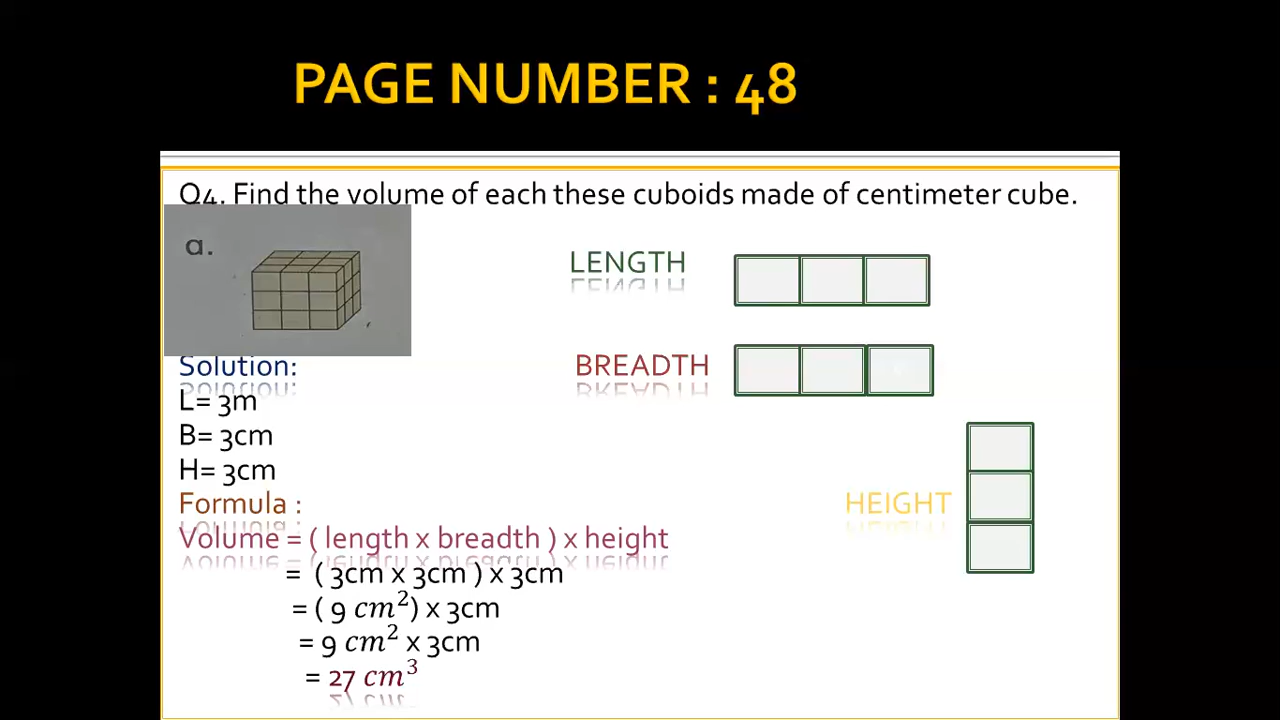 PAGE NUMBER : 48
Q4. Find the volume of each these cuboids made of centimeter cube.
a.
LENGTH
Solution:
BREADTH
L= 3m
B= 3cm
H= 3cm
Formula :
HEIGHT
Volume = ( length x breadth ) x height
= ( 3cm x 3cm ) x 3cm
= ( 9 cm²) x 3cm
= 9 cm² x 3cm
= 27 cm³